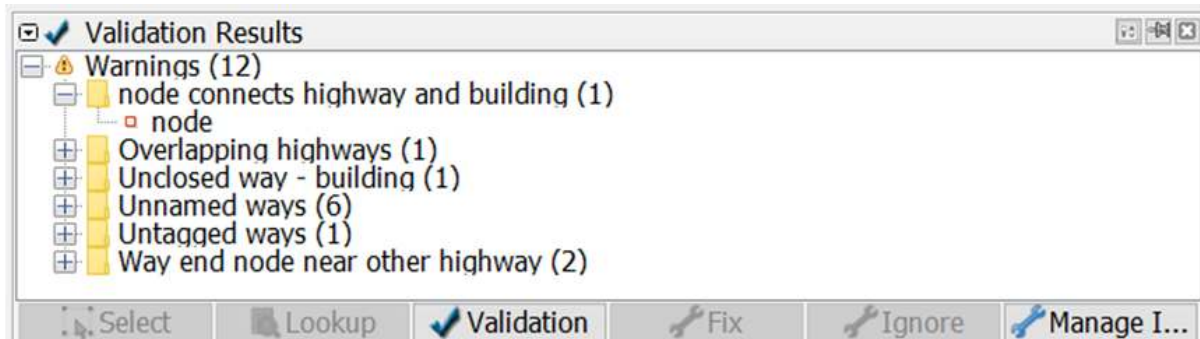 Validation Results
Warnings (12)
node connects highway and building (1)
node
Overlapping highways (1)
Unclosed way - building (1)
Unnamed ways (6)
Untagged ways (1)
Way end node near other highway (2)
Select Lookup Validation Fix Ignore Manage I...